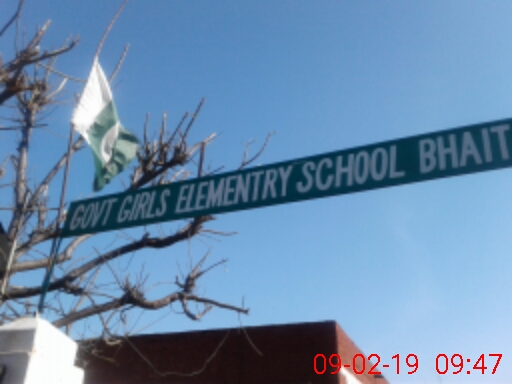 GOVT GIRLS ELEMENTRY SCHOOL BHAIT
09-02-19 09:47